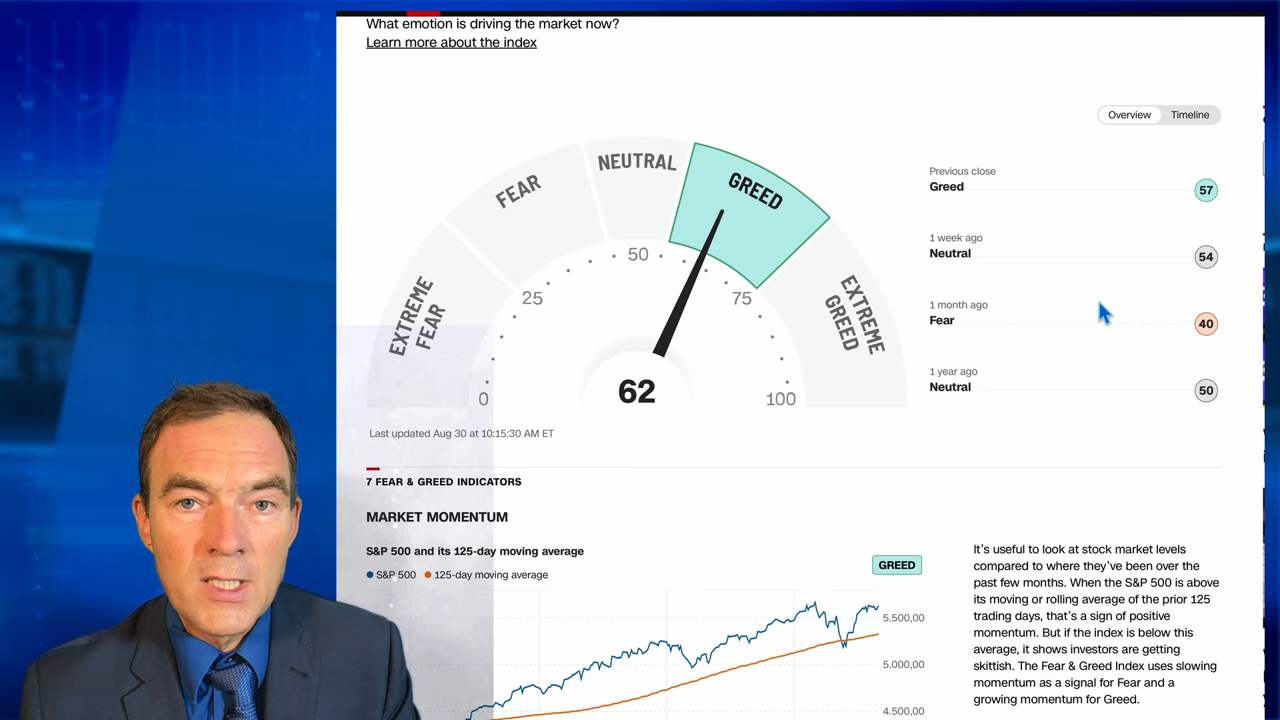 What emotion is driving the market now?
Learn more about the index
Overview
Timeline
EXTREME
FEAR
FEAR
NEUTRAL
GREED
EXTREME
GREED
0
25
50
75
100
62
Last updated Aug 30 at 10:15:30 AM ET
Previous close
Greed
57
1 week ago
Neutral
54
1 month ago
Fear
40
1 year ago
Neutral
50
7 FEAR & GREED INDICATORS
MARKET MOMENTUM
S&P 500 and its 125-day moving average
S&P 500
125-day moving average
GREED
5.500,00
5.000,00
4.500,00
It's useful to look at stock market levels
compared to where they've been over the
past few months. When the S&P 500 is above
its moving or rolling average of the prior 125
trading days, that's a sign of positive
momentum. But if the index is below this
average, it shows investors are getting
skittish. The Fear & Greed Index uses slowing
momentum as a signal for Fear and a
growing momentum for Greed.